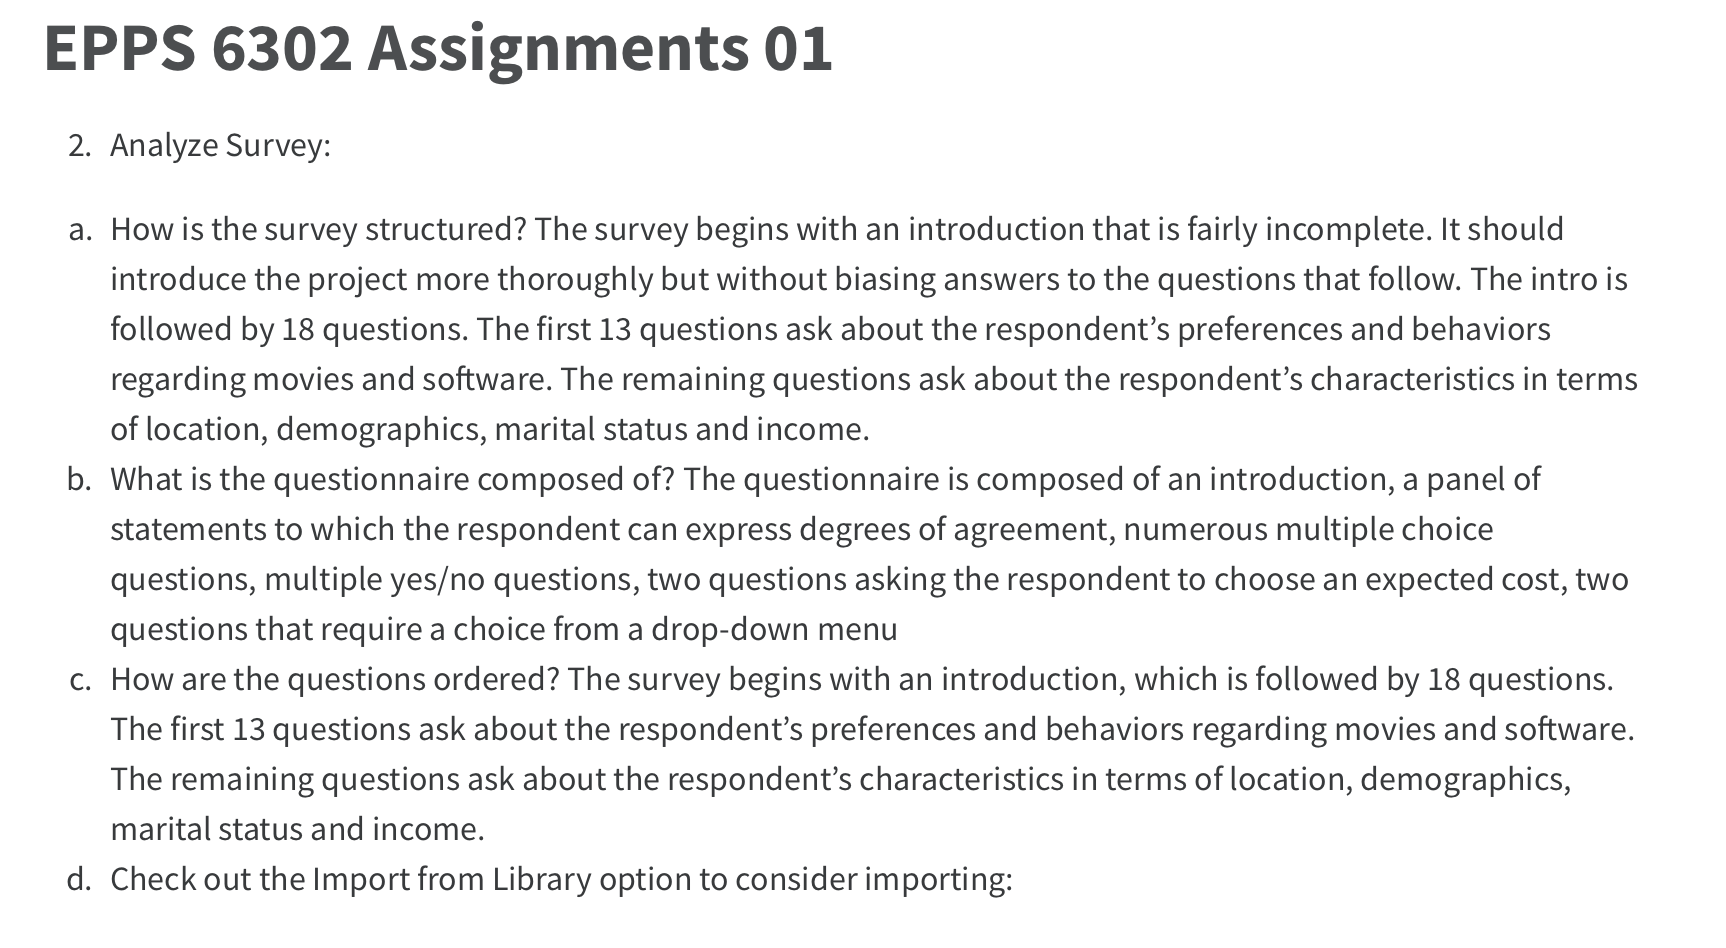 EPPS 6302 Assignments 01
2. Analyze Survey:
a. How is the survey structured? The survey begins with an introduction that is fairly incomplete. It should
introduce the project more thoroughly but without biasing answers to the questions that follow. The intro is
followed by 18 questions. The first 13 questions ask about the respondent’s preferences and behaviors
regarding movies and software. The remaining questions ask about the respondent’s characteristics in terms
of location, demographics, marital status and income.
b. What is the questionnaire composed of? The questionnaire is composed of an introduction, a panel of
statements to which the respondent can express degrees of agreement, numerous multiple choice
questions, multiple yes/no questions, two questions asking the respondent to choose an expected cost, two
questions that require a choice from a drop-down menu
c. How are the questions ordered? The survey begins with an introduction, which is followed by 18 questions.
The first 13 questions ask about the respondent’s preferences and behaviors regarding movies and software.
The remaining questions ask about the respondent’s characteristics in terms of location, demographics,
marital status and income.
d. Check out the Import from Library option to consider importing: